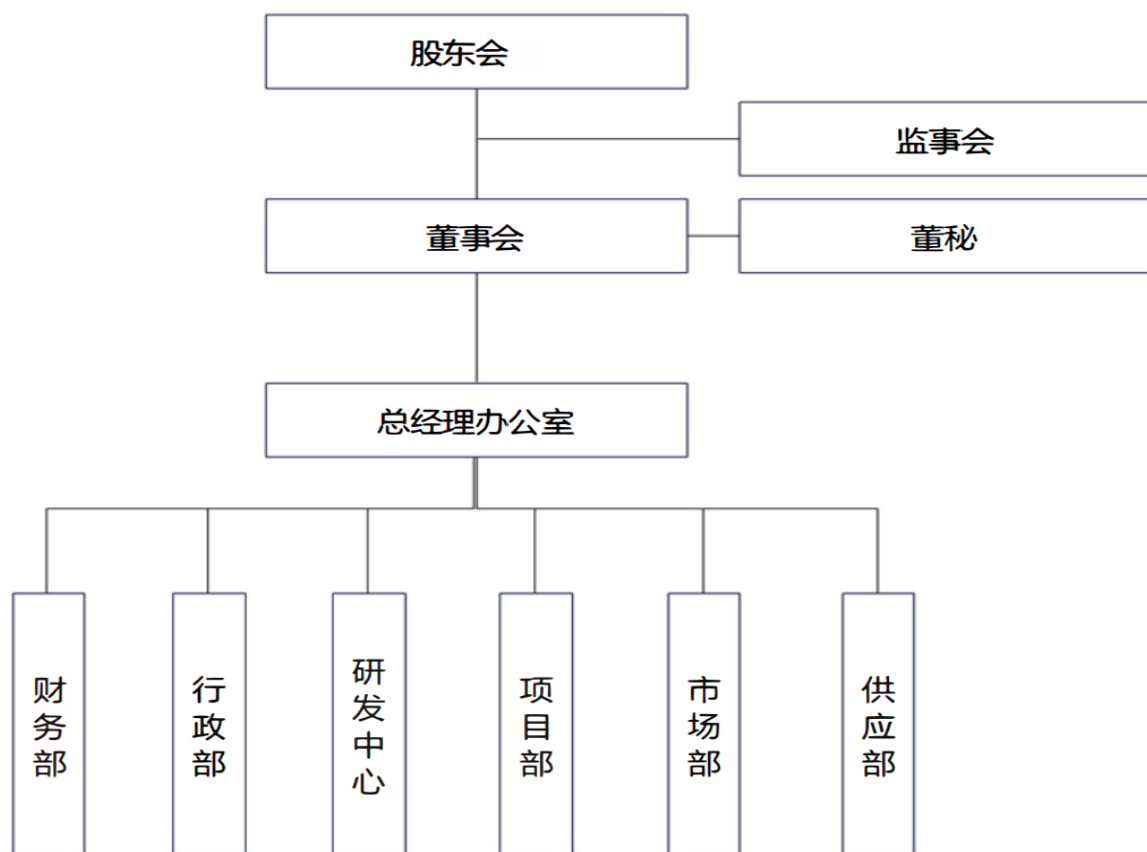 股东会
监事会
董事会
董秘
总经理办公室
财务部
行政部
研发中心
项目部
市场部
供应部